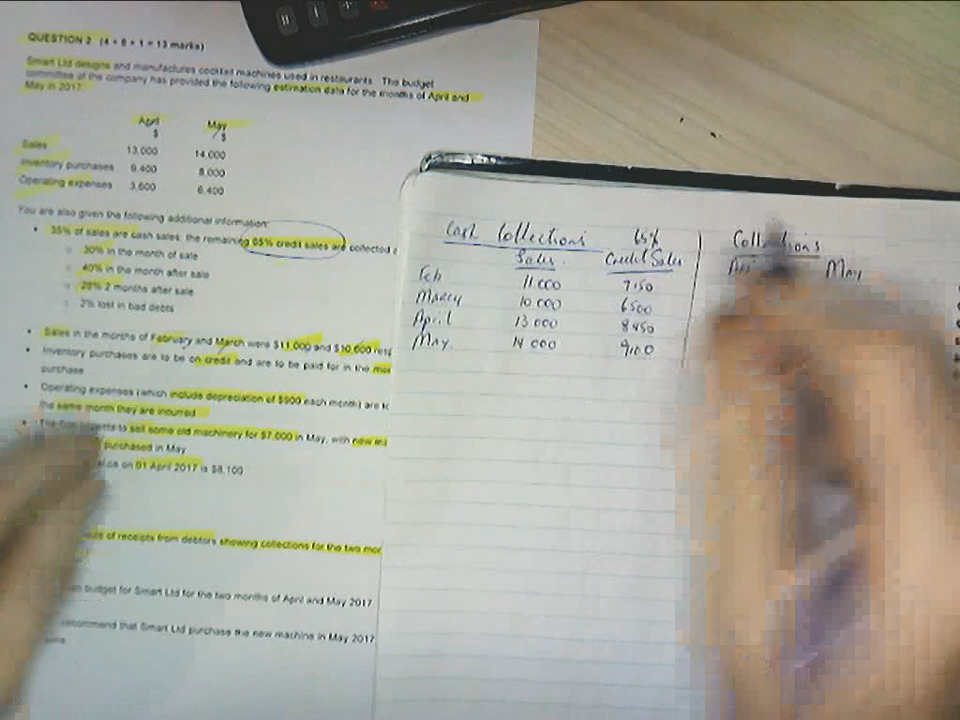 QUESTION 2 (4 + 8 + 1 = 13 marks)
Smart Ltd designs and manufactures cocktail machines used in restaurants. The budget
committee of the company has provided the following estimation data for the months of April and
May in 2017.
April May
$ $
Sales 13,000 14,000
Inventory purchases 9,400 8,000
Operating expenses 3,600 6,400
You are also given the following additional information:
35% of sales are cash sales; the remaining 65% credit sales are collected
30% in the month of sale
40% in the month after sale
28% 2 months after sale
2% lost in bad debts
Sales in the months of February and March were $11,000 and $10,000
Inventory purchases are to be on credit and are to be paid for in the
purchase
Operating expenses (which include depreciation of $900 each month) are
the same month they are incurred
to sell some old machinery for $7,000 in May, with new
purchased in May
on 01 April 2017 is $8,100
of receipts from debtors showing collections for the two
budget for Smart Ltd for the two months of April and May 2017
recommend that Smart Ltd purchase the new machine in May 2017
Cash Collections 65%
Sales Credit Sales
Feb 11 000 7150
March 10 000 6500
April 13 000 8450
May 14 000 9100
Collections
May